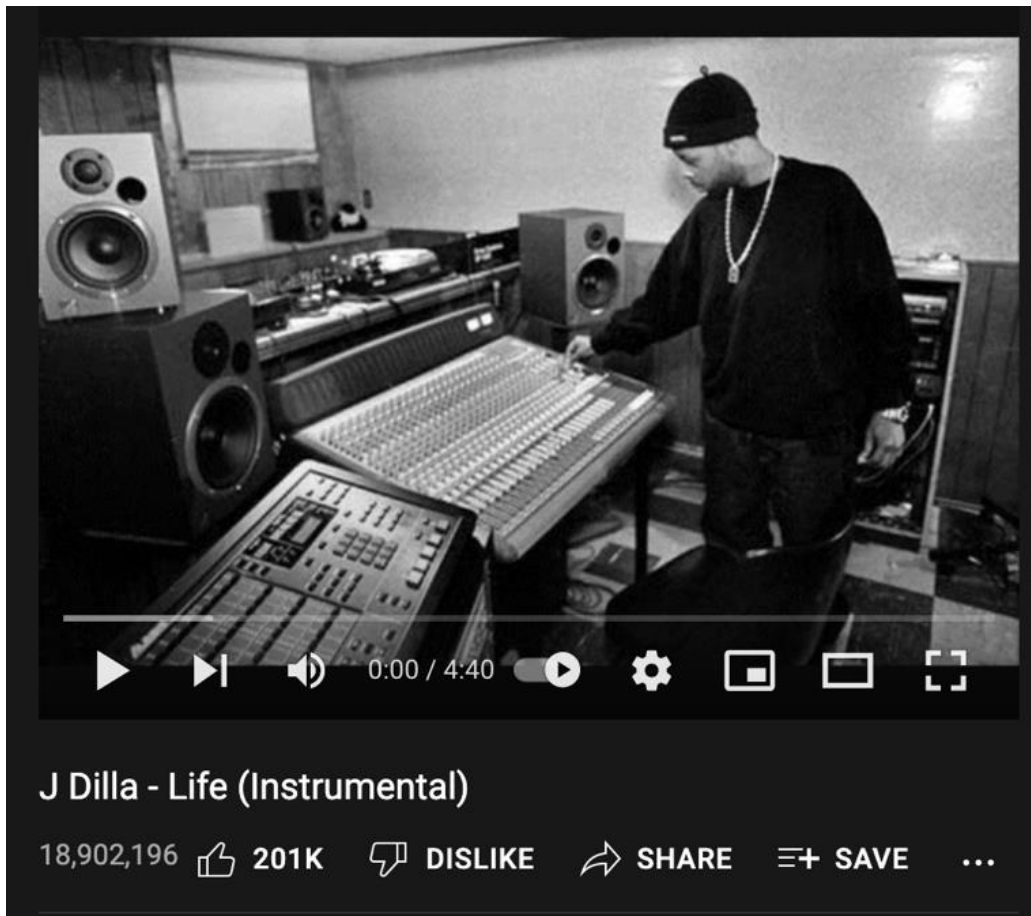 0:00 / 4:40
J Dilla - Life (Instrumental)
18,902,196 201K DISLIKE SHARE SAVE